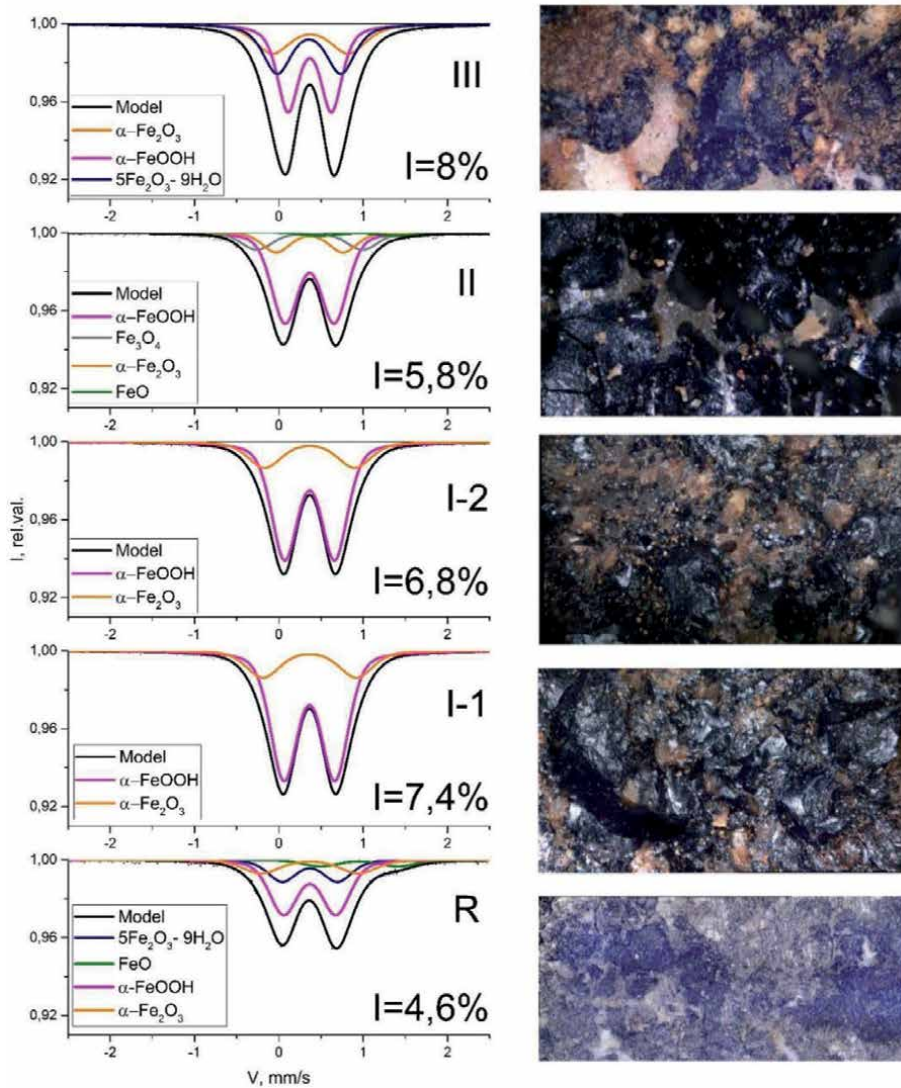 1,00
0,96
0,92
III
Model
α–Fe₂O₃
α–FeOOH
5Fe₂O₃- 9H₂O
I=8%
-2 -1 0 1 2
1,00
0,96
0,92
II
Model
α–FeOOH
Fe₃O₄
α–Fe₂O₃
FeO
I=5,8%
-2 -1 0 1 2
I, rel.val.
1,00
0,96
0,92
I-2
Model
α–FeOOH
α–Fe₂O₃
I=6,8%
-2 -1 0 1 2
1,00
0,96
0,92
I-1
Model
α–FeOOH
α–Fe₂O₃
I=7,4%
-2 -1 0 1 2
1,00
0,96
0,92
R
Model
5Fe₂O₃- 9H₂O
FeO
α-FeOOH
α–Fe₂O₃
I=4,6%
-2 -1 0 1 2
V, mm/s